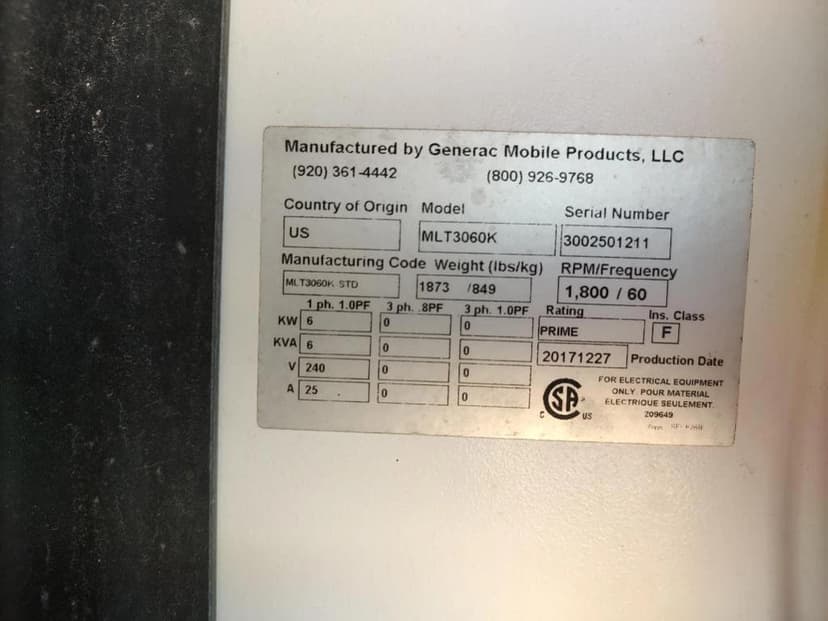 Manufactured by Generac Mobile Products, LLC
(920) 361-4442 (800) 926-9768
Country of Origin Model Serial Number
US MLT3060K 3002501211
Manufacturing Code Weight (lbs/kg) RPM/Frequency
MLT3060K STD 1873 /849 1,800 / 60
1 ph. 1.0PF 3 ph. .8PF 3 ph. 1.0PF Rating Ins. Class
KW 6 0 0 PRIME F
KVA 6 0 0 20171227 Production Date
V 240 0 0
A 25 0 0
FOR ELECTRICAL EQUIPMENT
ONLY. POUR MATERIAL
ELECTRIQUE SEULEMENT.
C SA US
209649